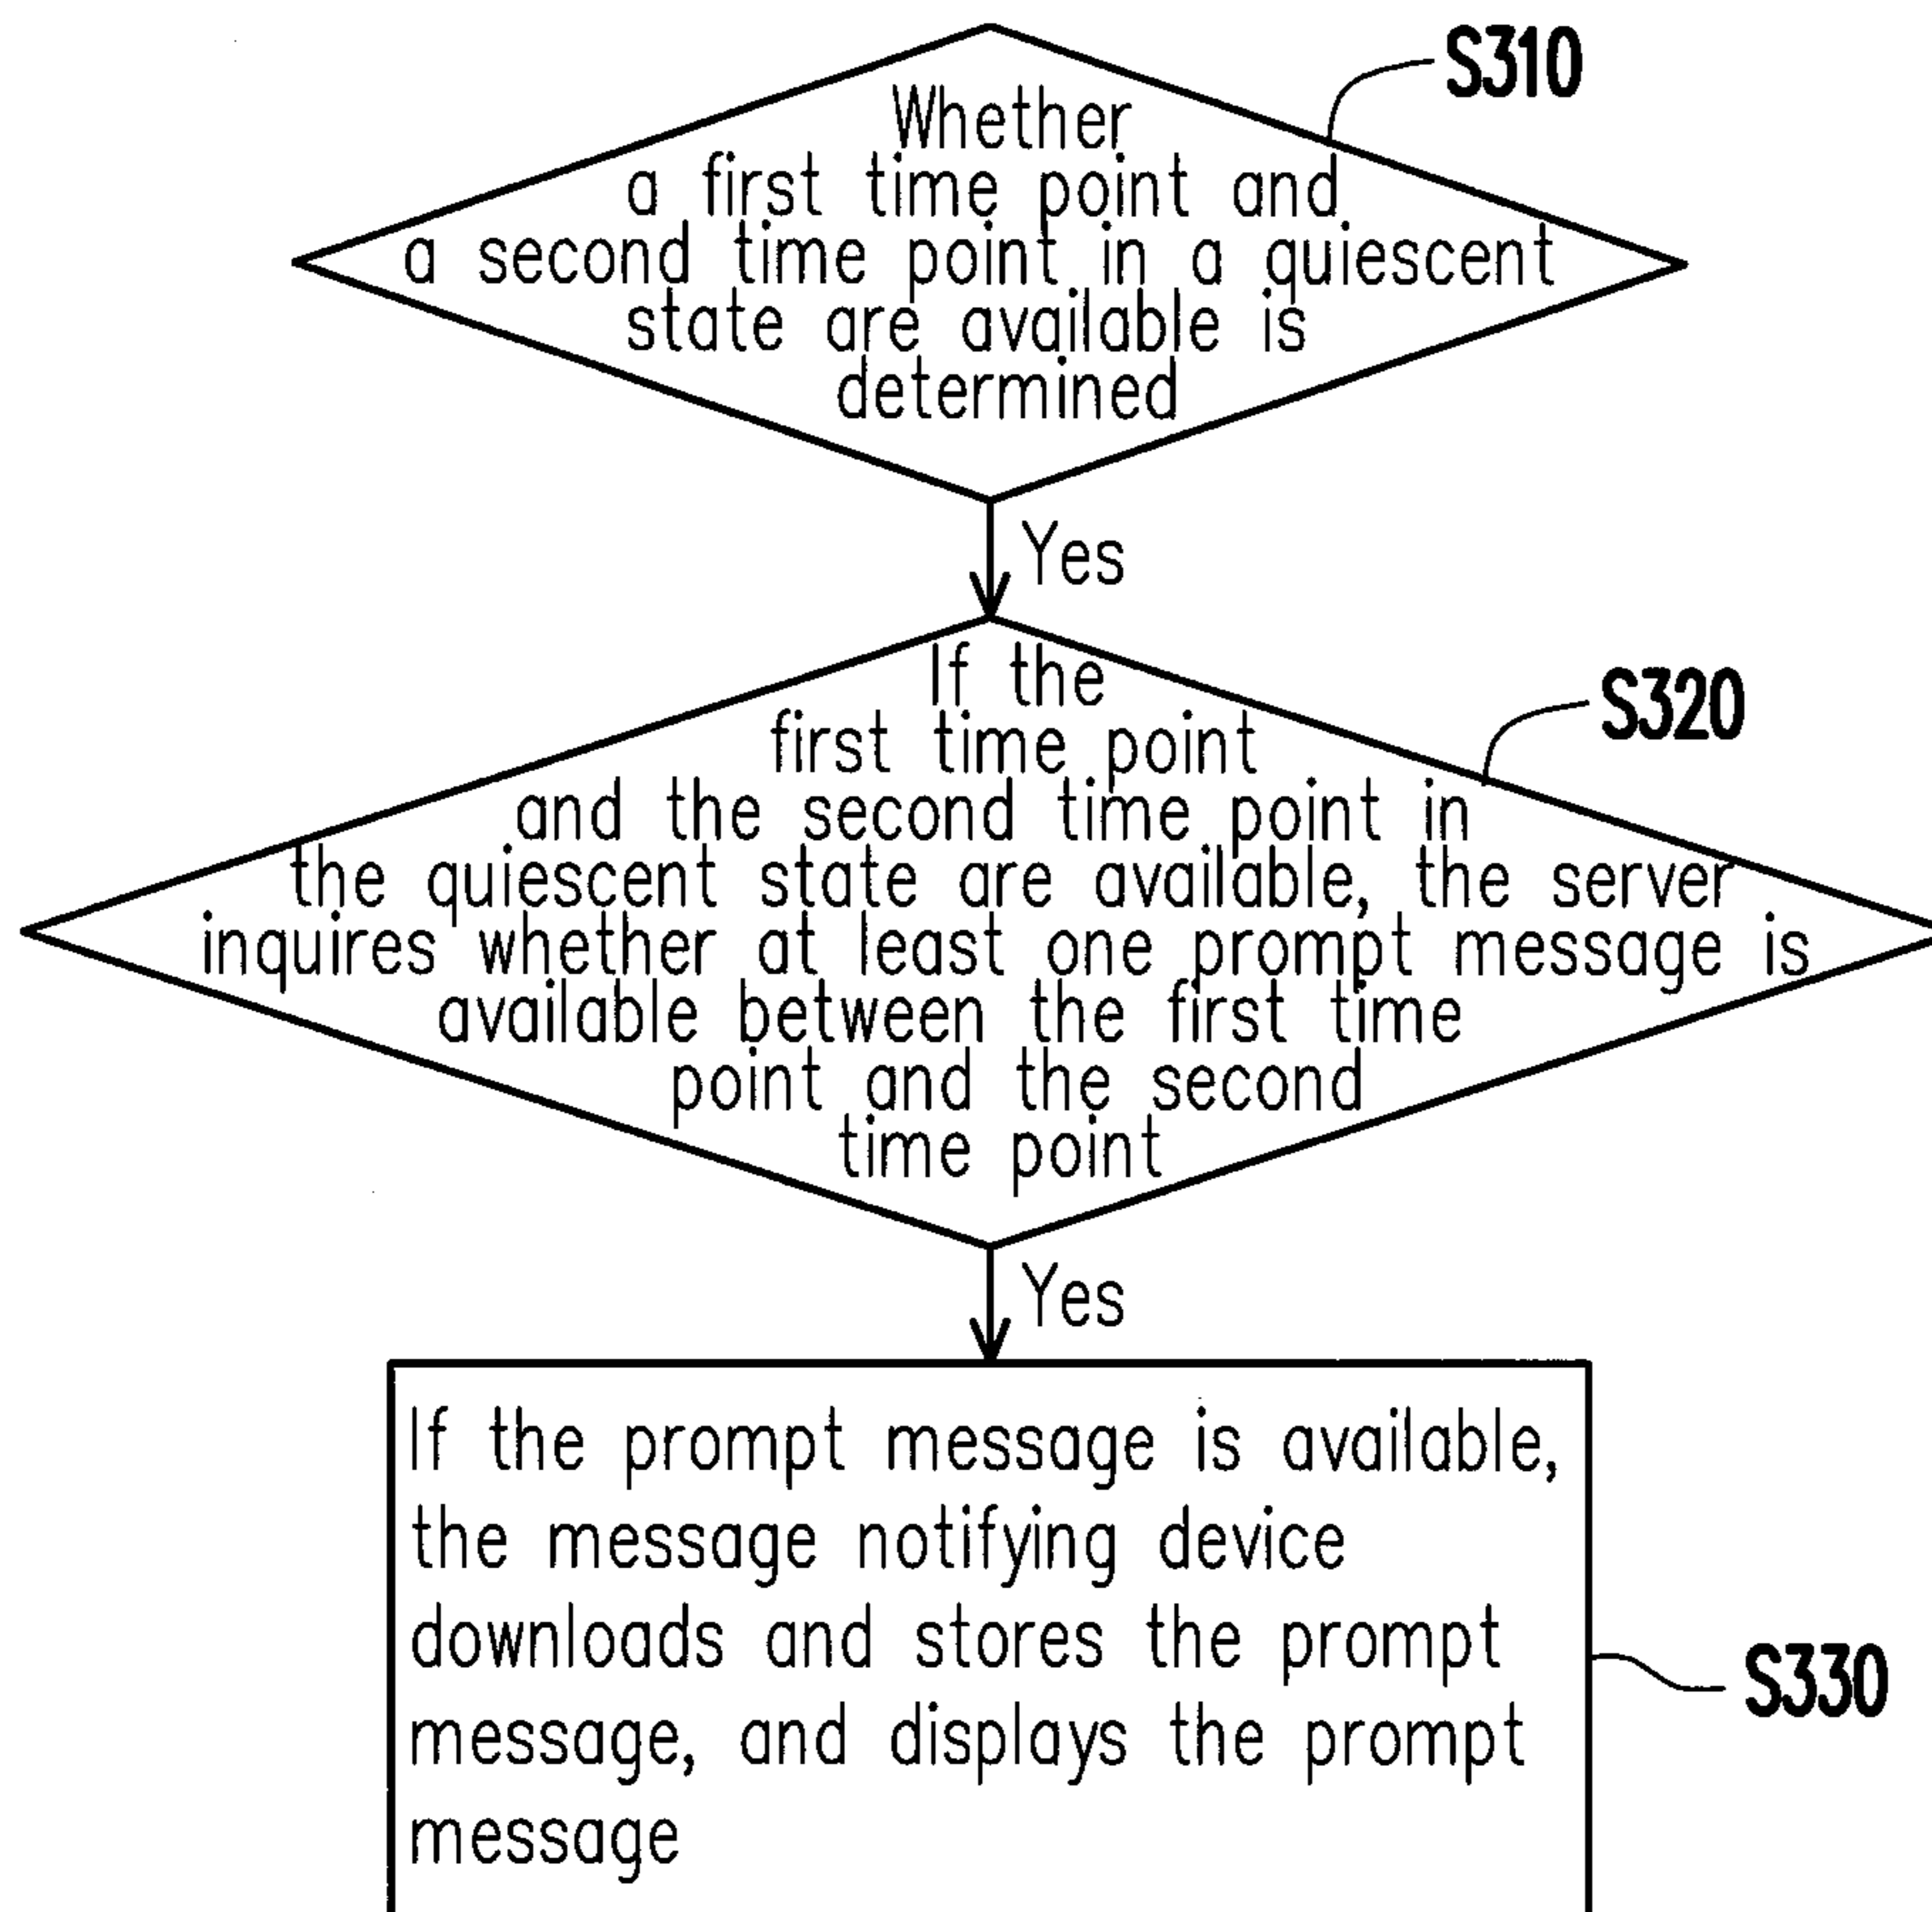 S310
Whether
a first time point and
a second time point in a quiescent
state are available is
determined
Yes
S320
If the
first time point
and the second time point in
the quiescent state are available, the server
inquires whether at least one prompt message is
available between the first time
point and the second
time point
Yes
If the prompt message is available,
the message notifying device
downloads and stores the prompt
message, and displays the prompt
message
S330